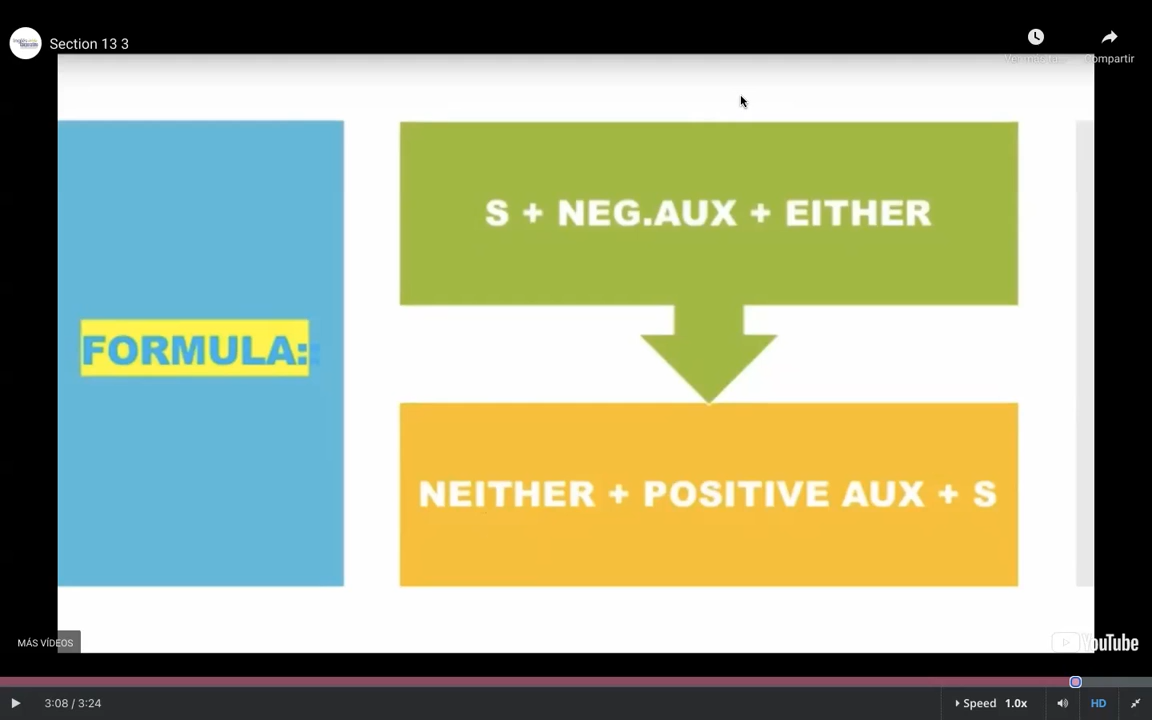 Section 13 3
Compartir
S + NEG.AUX + EITHER
FORMULA:
NEITHER + POSITIVE AUX + S
MÁS VÍDEOS
YouTube
3:08 / 3:24
Speed 1.0x
HD